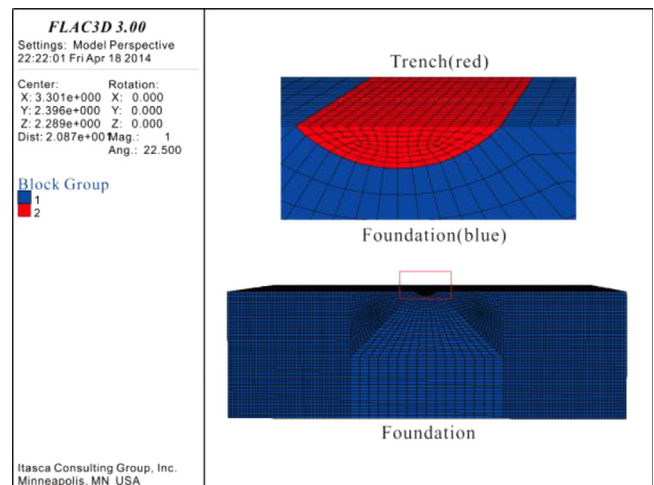 FLAC3D 3.00
Settings: Model Perspective
22:22:01 Fri Apr 18 2014
Center: Rotation:
X: 3.301e+000 X: 0.000
Y: 2.396e+000 Y: 0.000
Z: 2.289e+000 Z: 0.000
Dist: 2.087e+001 Mag.: 1
Ang.: 22.500
Block Group
1
2
Itasca Consulting Group, Inc.
Minneapolis, MN USA
Trench(red)
Foundation(blue)
Foundation